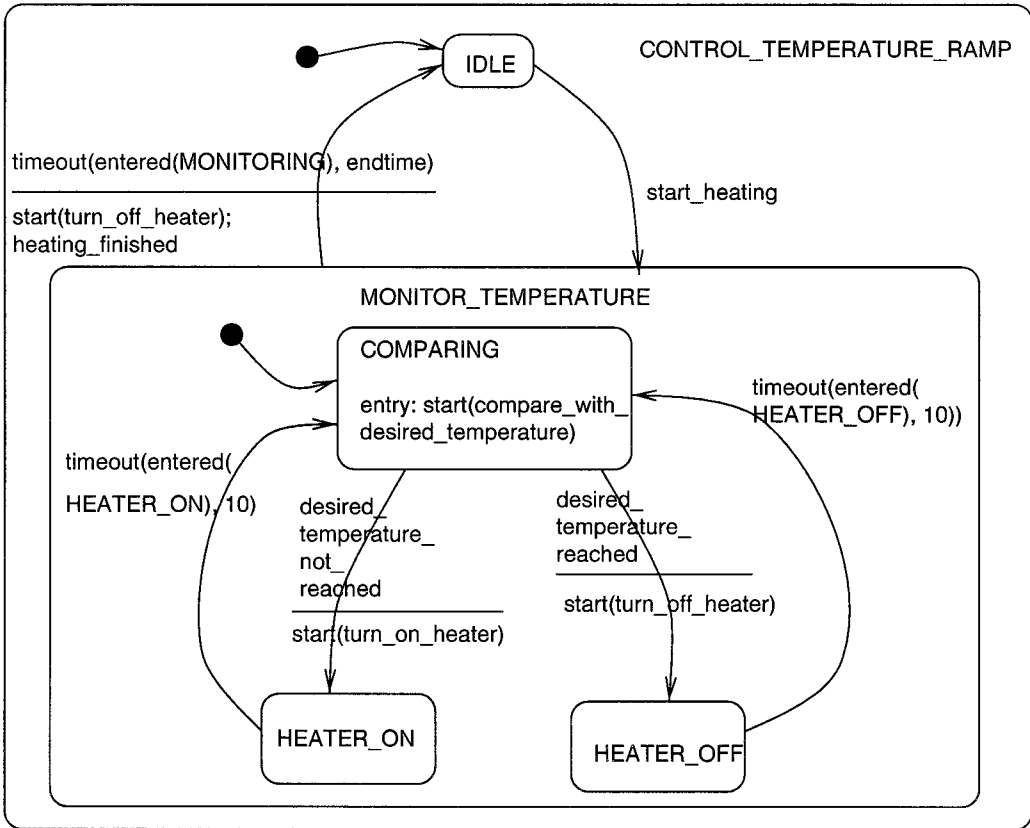 IDLE
CONTROL_TEMPERATURE_RAMP
timeout(entered(MONITORING), endtime)
start(turn_off_heater);
heating_finished
start_heating
MONITOR_TEMPERATURE
COMPARING
entry: start(compare_with_
desired_temperature)
timeout(entered(
HEATER_OFF), 10))
timeout(entered(
HEATER_ON), 10)
desired_
temperature_
not_
reached
start(turn_on_heater)
desired_
temperature_
reached
start(turn_off_heater)
HEATER_ON
HEATER_OFF